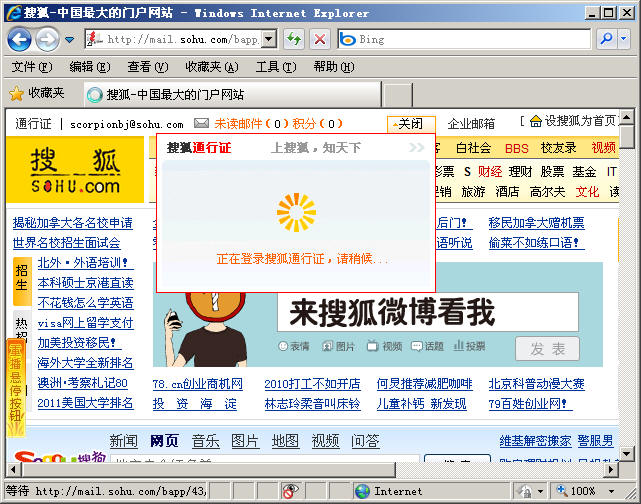 搜狐-中国最大的门户网站 - Windows Internet Explorer
http://mail.sohu.com/bapp
Bing
文件(F) 编辑(E) 查看(V) 收藏夹(A) 工具(T) 帮助(H)
收藏夹 搜狐-中国最大的门户网站
通行证 | scorpionbj@sohu.com 未读邮件(0) 积分(0) 关闭 企业邮箱 [ 设搜狐为首页
搜狐通行证 上搜狐，知天下
搜狐
SOHU.com
客 白社会 BBS 校友录 视频
彩票 S 财经 理财 股票 基金 IT
旅游 酒店 高尔夫 文化 读
正在登录搜狐通行证，请稍候...
揭秘加拿大各名校申请
后门! 移民加拿大赠机票
世界名校招生面试会
语听说 偷菜不如练口语!
招生
北外·外语培训!
本科硕士京港直读
不花钱怎么学英语
热招
visa网上留学支付
加美投资移民!
海外大学全新排名
澳洲·考察札记80
2011美国大学排名
播悬停按钮
来搜狐微博看我
表情 图片 视频 话题 投票
发表
78.cn创业商机网 2010打工不如开店 何炅推荐减肥咖啡 北京科普动漫大赛
投资海淀 林志玲柔音叫床铃 儿童补钙 新发现 79百姓创业网!
新闻 网页 音乐 图片 地图 视频 问答
维基解密搬家 警服男
搜狗
等待 http://mail.sohu.com/bapp/43
Internet
100%